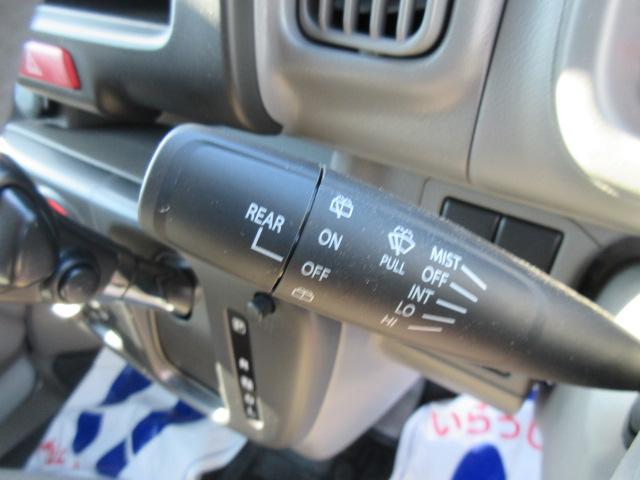 REAR
ON
OFF
PULL
MIST
OFF
INT
LO
HI
いらっ